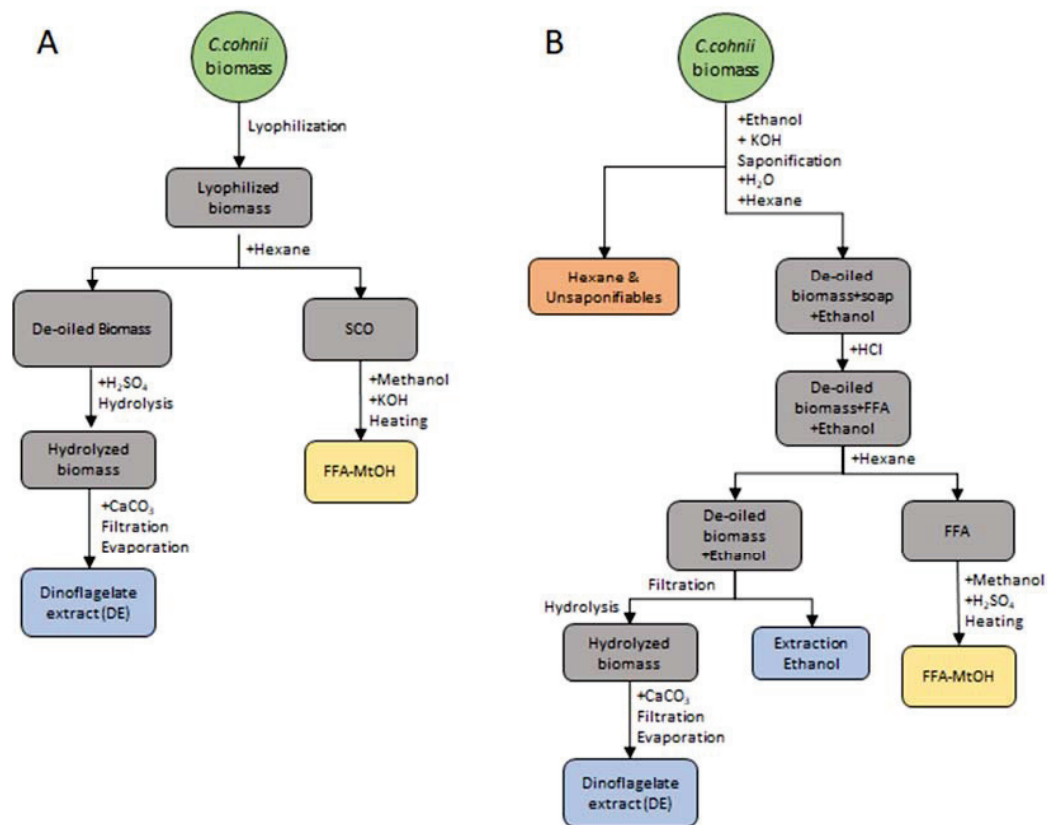 A
C.cohnii
biomass
Lyophilization
Lyophilized
biomass
+Hexane
De-oiled Biomass
SCO
+H₂SO₄
Hydrolysis
+Methanol
+KOH
Heating
Hydrolyzed
biomass
FFA-MtOH
+CaCO₃
Filtration
Evaporation
Dinoflagelate
extract (DE)
B
C.cohnii
biomass
+Ethanol
+ KOH
Saponification
+H₂O
+Hexane
Hexane &
Unsaponifiables
De-oiled
biomass+soap
+Ethanol
+HCl
De-oiled
biomass+FFA
+Ethanol
+Hexane
De-oiled
biomass
+Ethanol
FFA
Filtration
Hydrolysis
+Methanol
+H₂SO₄
Heating
Hydrolyzed
biomass
Extraction
Ethanol
FFA-MtOH
+CaCO₃
Filtration
Evaporation
Dinoflagelate
extract (DE)